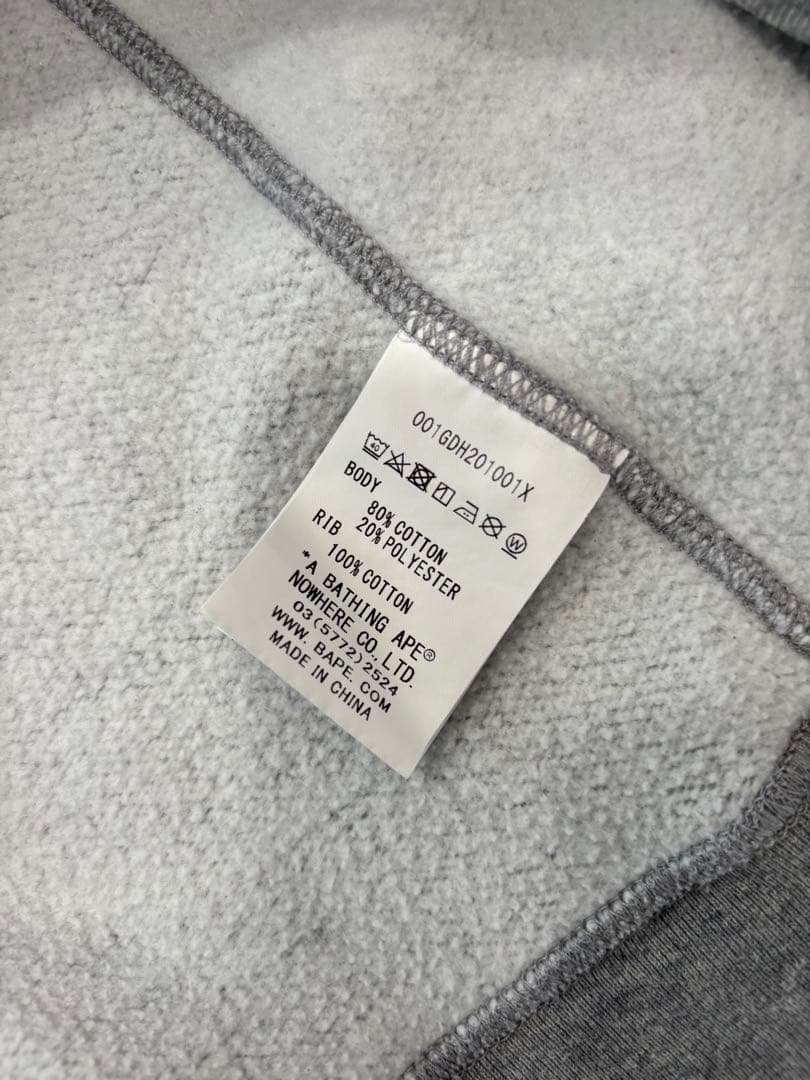 001GDH201001X
40 W
BODY
80% COTTON
20% POLYESTER
RIB
100% COTTON
*A BATHING APE®
NOWHERE CO., LTD.
03(5772)2524
WWW. BAPE. COM
MADE IN CHINA